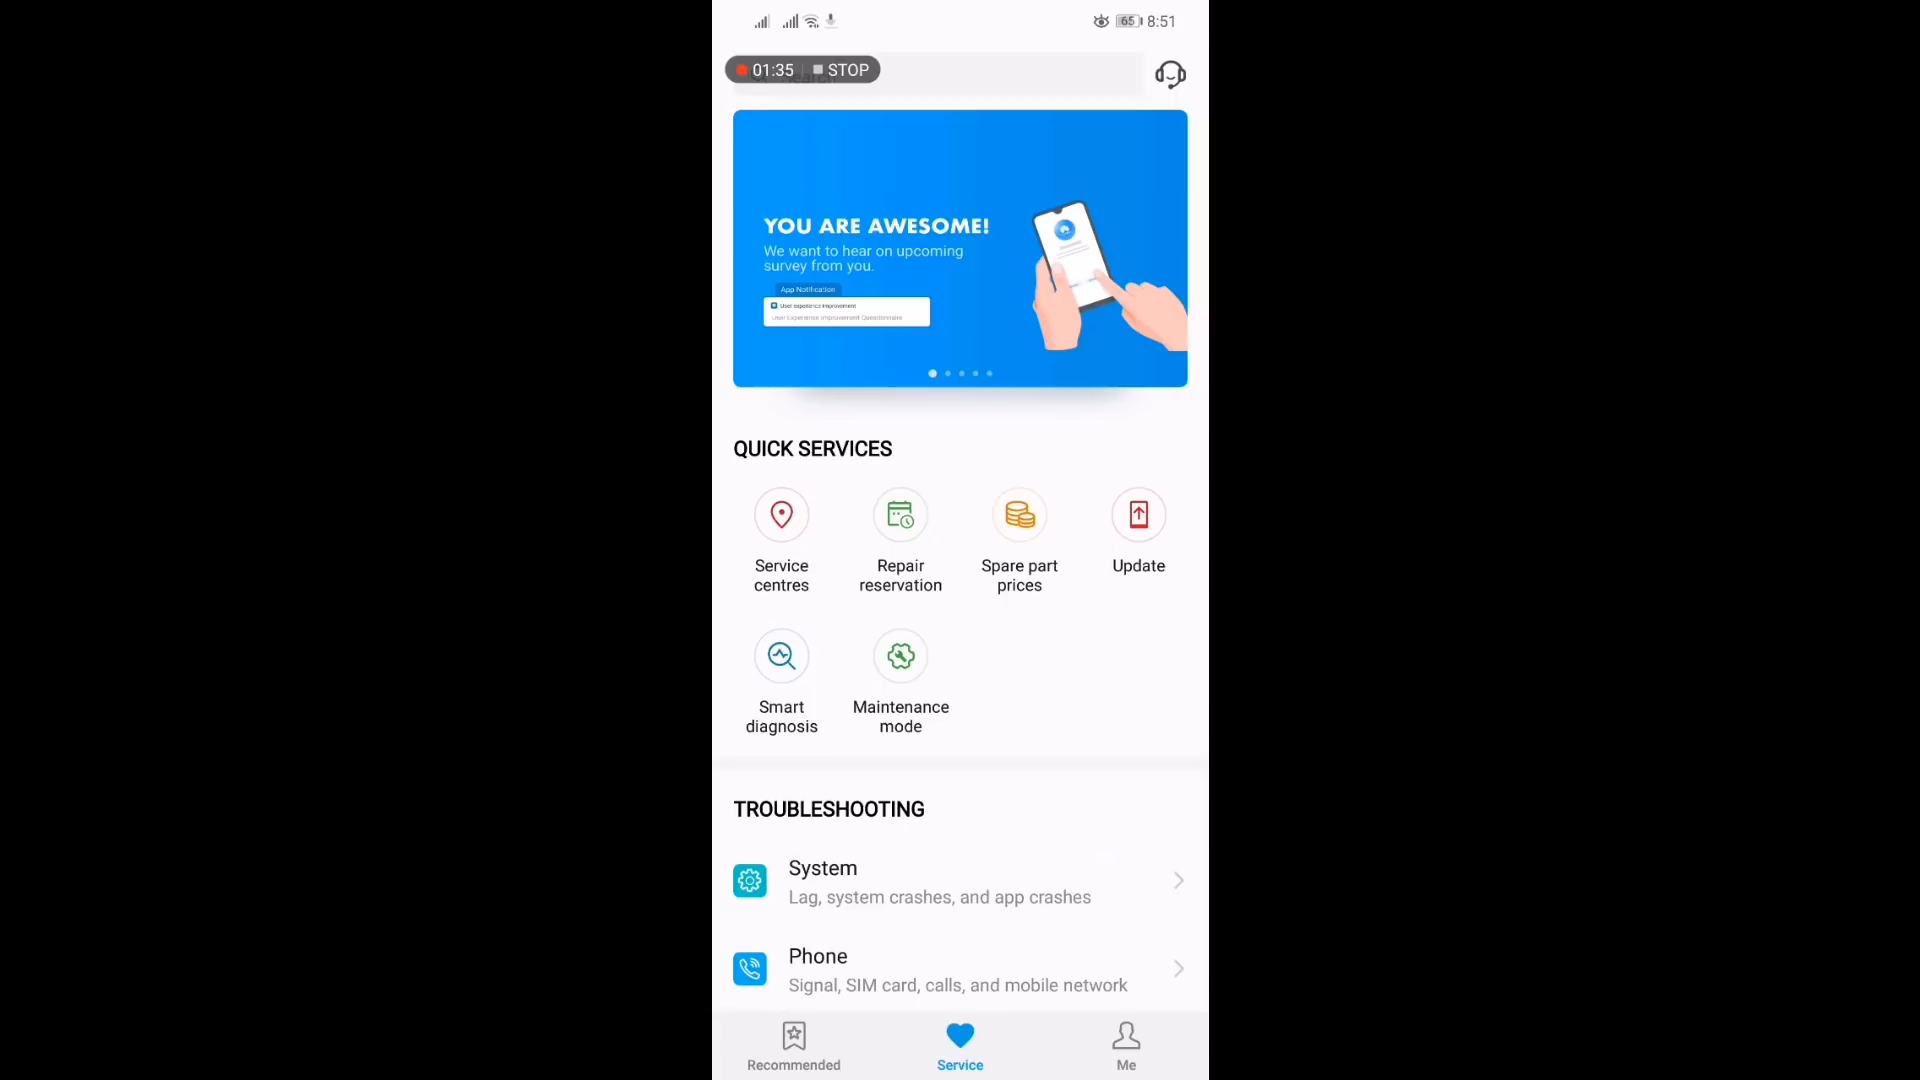 65 8:51
01:35 STOP
YOU ARE AWESOME!
We want to hear on upcoming
survey from you.
App Notification
User experience improvement
User Experience Improvement Questionnaire
QUICK SERVICES
Service
centres
Repair
reservation
Spare part
prices
Update
Smart
diagnosis
Maintenance
mode
TROUBLESHOOTING
System
Lag, system crashes, and app crashes
Phone
Signal, SIM card, calls, and mobile network
Recommended
Service
Me